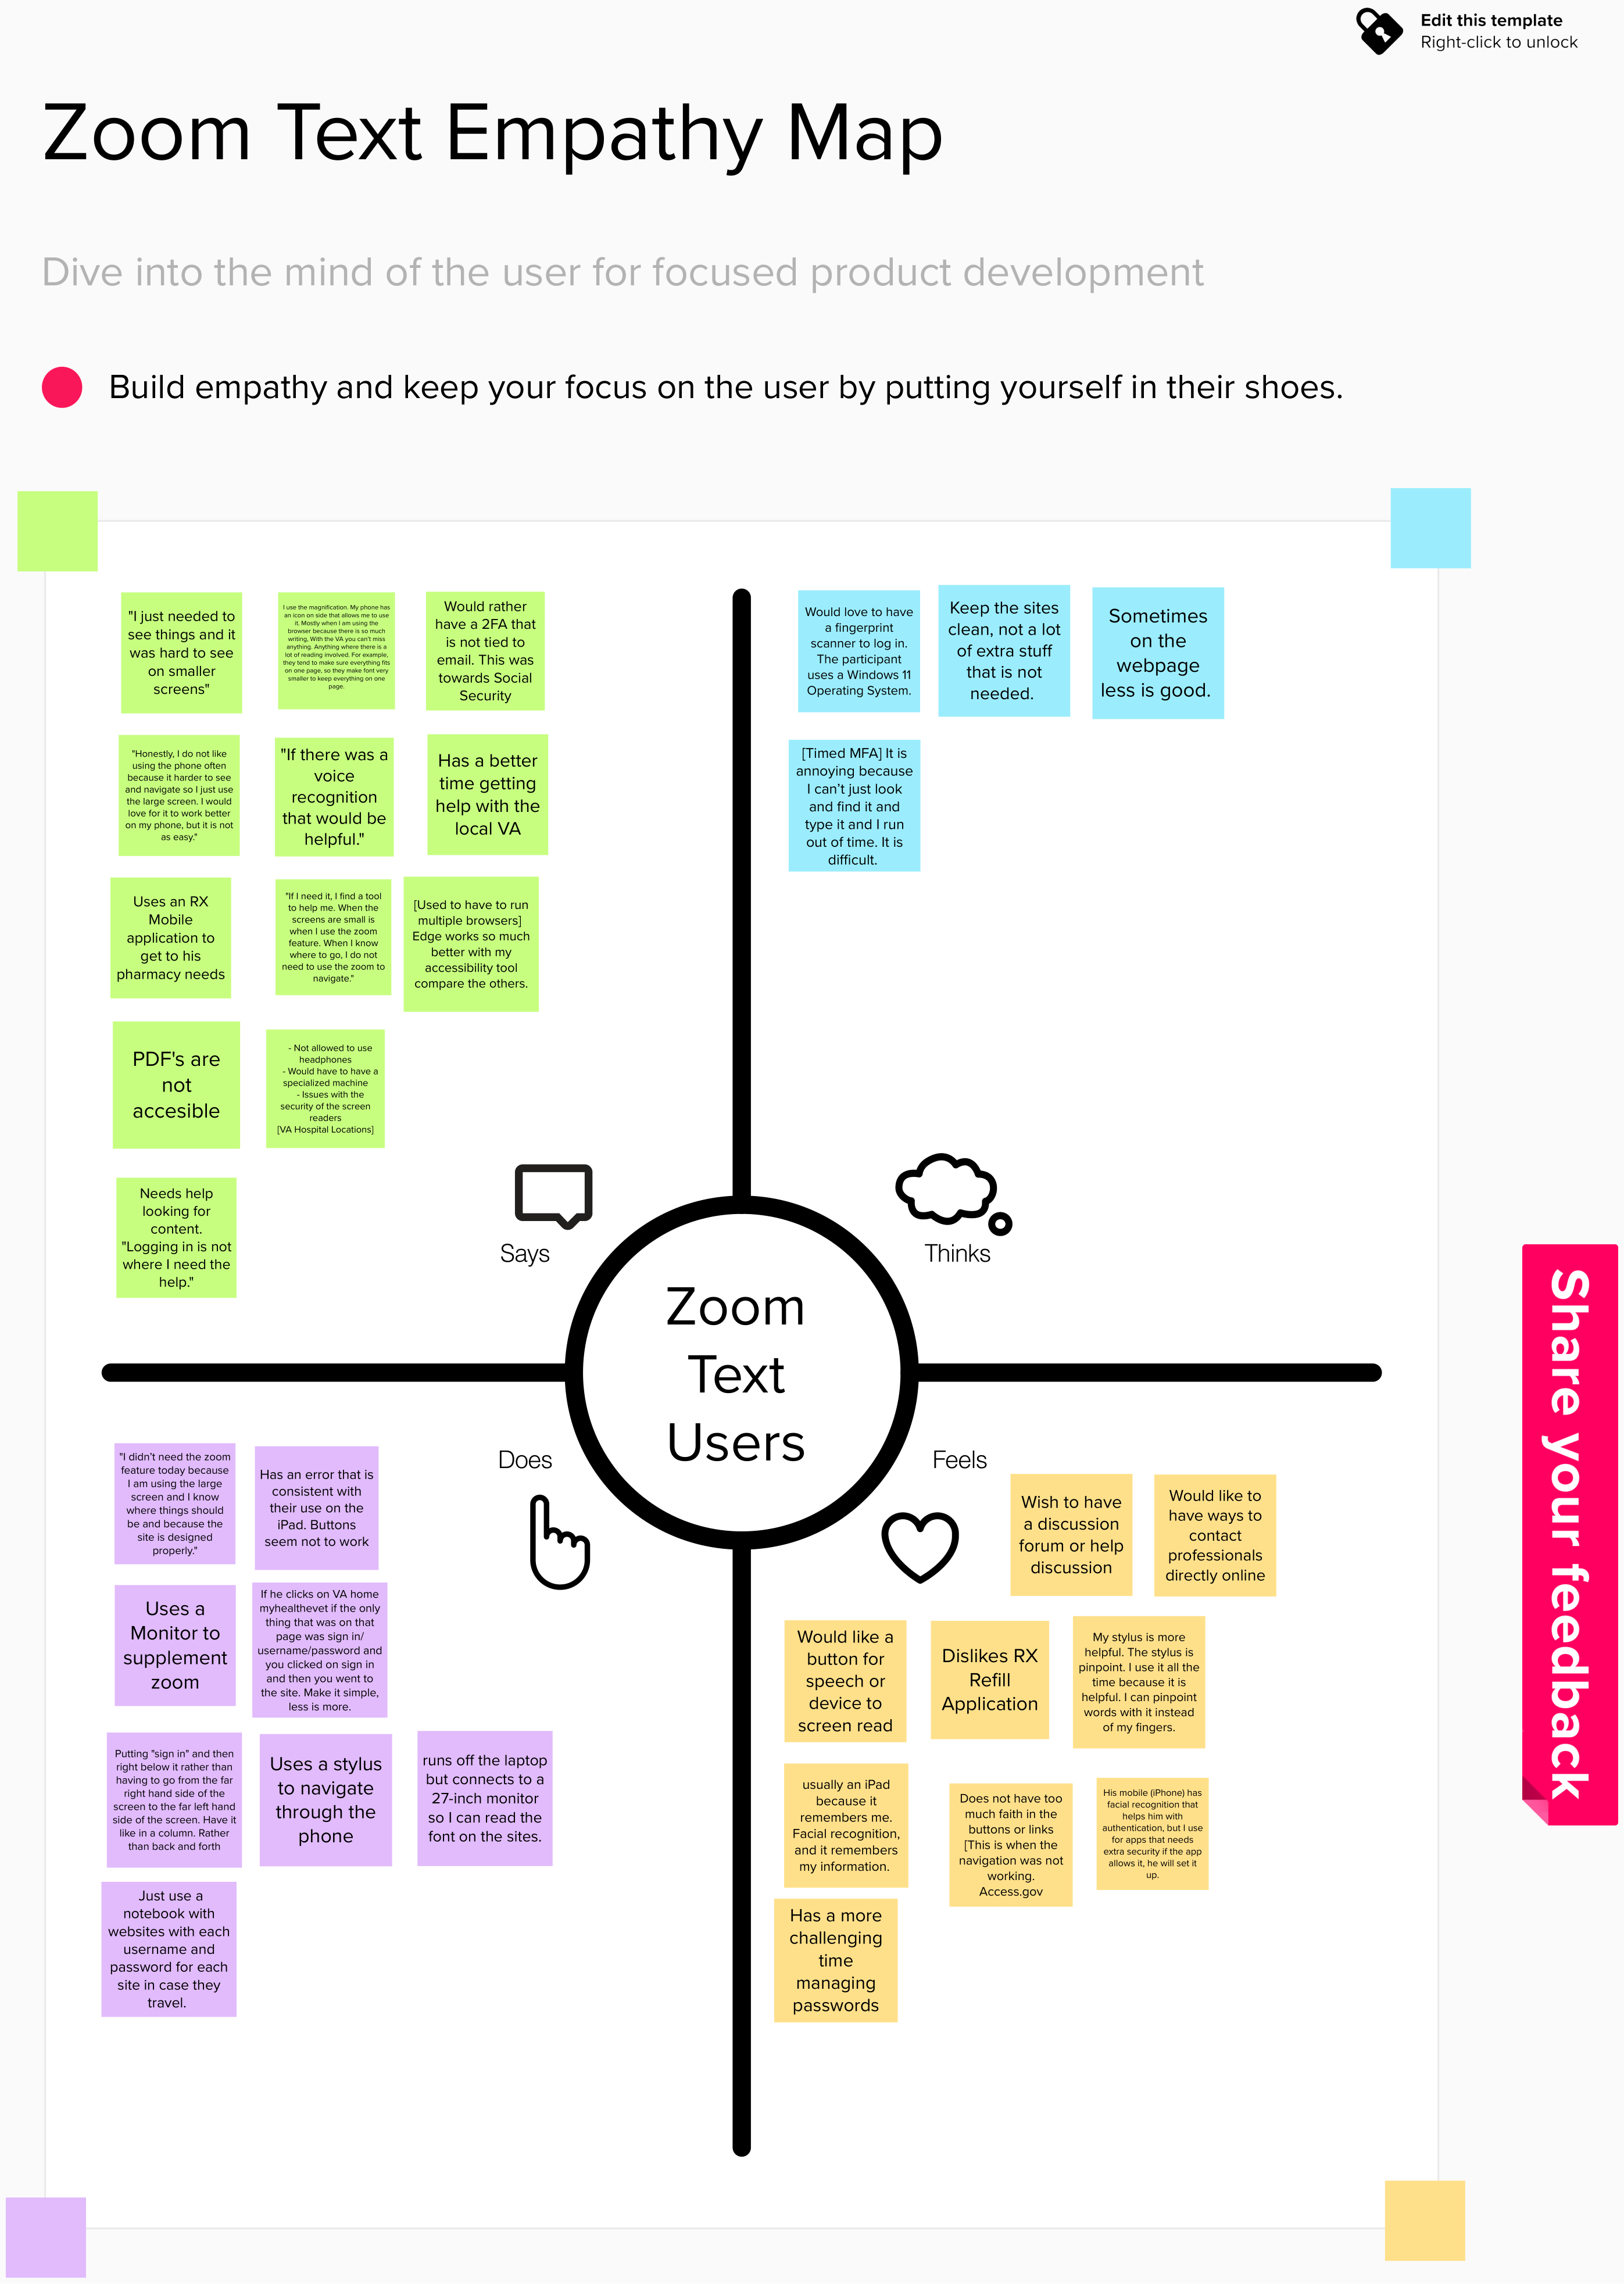 Edit this template
Right-click to unlock
Zoom Text Empathy Map
Dive into the mind of the user for focused product development
Build empathy and keep your focus on the user by putting yourself in their shoes.
"I just needed to
see things and it
was hard to see
on smaller
screens"
I use the magnification. My phone has
an icon on side that allows me to use
it. Mostly when I am using the
browser because there is so much
writing, With the VA you can't miss
anything. Anything where there is a
lot of reading involved. For example,
they tend to make sure everything fits
on one page, so they make font very
smaller to keep everything on one
page.
Would rather
have a 2FA that
is not tied to
email. This was
towards Social
Security
"Honestly, I do not like
using the phone often
because it harder to see
and navigate so I just use
the large screen. I would
love for it to work better
on my phone, but it is not
as easy."
"If there was a
voice
recognition
that would be
helpful."
Has a better
time getting
help with the
local VA
Uses an RX
Mobile
application to
get to his
pharmacy needs
"If I need it, I find a tool
to help me. When the
screens are small is
when I use the zoom
feature. When I know
where to go, I do not
need to use the zoom to
navigate."
[Used to have to run
multiple browsers]
Edge works so much
better with my
accessibility tool
compare the others.
PDF's are
not
accesible
- Not allowed to use
headphones
- Would have to have a
specialized machine
- Issues with the
security of the screen
readers
[VA Hospital Locations]
Needs help
looking for
content.
"Logging in is not
where I need the
help."
Says
Would love to have
a fingerprint
scanner to log in.
The participant
uses a Windows 11
Operating System.
Keep the sites
clean, not a lot
of extra stuff
that is not
needed.
Sometimes
on the
webpage
less is good.
[Timed MFA] It is
annoying because
I can't just look
and find it and
type it and I run
out of time. It is
difficult.
Thinks
Zoom
Text
Users
Does
"I didn't need the zoom
feature today because
I am using the large
screen and I know
where things should
be and because the
site is designed
properly."
Has an error that is
consistent with
their use on the
iPad. Buttons
seem not to work
Uses a
Monitor to
supplement
zoom
If he clicks on VA home
myhealthevet if the only
thing that was on that
page was sign in/
username/password and
you clicked on sign in
and then you went to
the site. Make it simple,
less is more.
Putting "sign in" and then
right below it rather than
having to go from the far
right hand side of the
screen to the far left hand
side of the screen. Have it
like in a column. Rather
than back and forth
Uses a stylus
to navigate
through the
phone
runs off the laptop
but connects to a
27-inch monitor
so I can read the
font on the sites.
Just use a
notebook with
websites with each
username and
password for each
site in case they
travel.
Feels
Wish to have
a discussion
forum or help
discussion
Would like to
have ways to
contact
professionals
directly online
Would like a
button for
speech or
device to
screen read
Dislikes RX
Refill
Application
My stylus is more
helpful. The stylus is
pinpoint. I use it all the
time because it is
helpful. I can pinpoint
words with it instead
of my fingers.
usually an iPad
because it
remembers me.
Facial recognition,
and it remembers
my information.
Does not have too
much faith in the
buttons or links
[This is when the
navigation was not
working.
Access.gov
His mobile (iPhone) has
facial recognition that
helps him with
authentication, but I use
for apps that needs
extra security if the app
allows it, he will set it
up.
Has a more
challenging
time
managing
passwords
Share your feedback